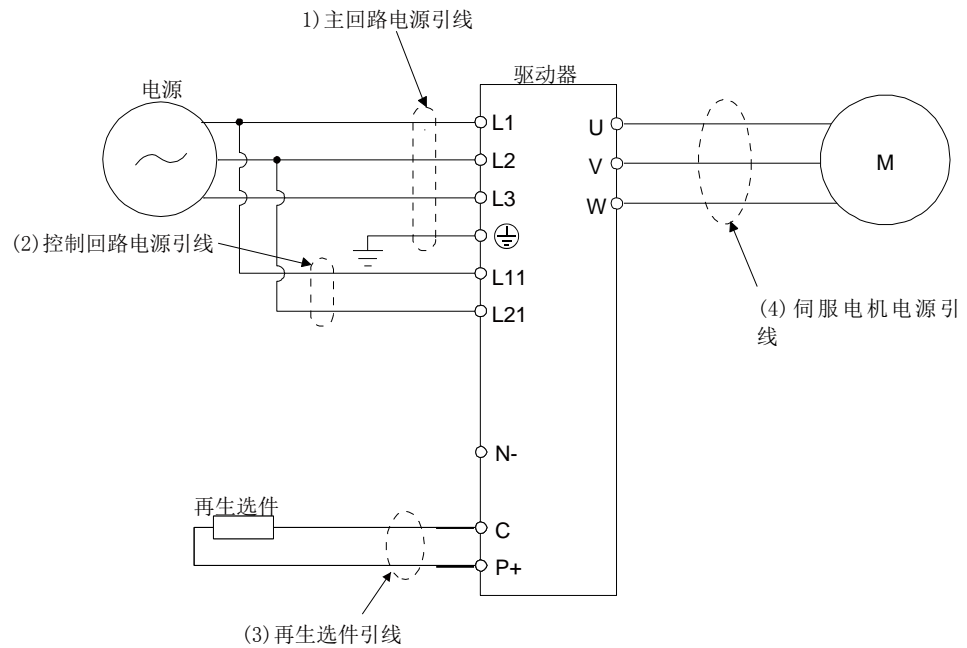 1)主回路电源引线
驱动器
电源
L1
L2
L3
L11
L21
U
V
W
M
(2)控制回路电源引线
(4)伺服电机电源引
线
N-
再生选件
C
P+
(3)再生选件引线